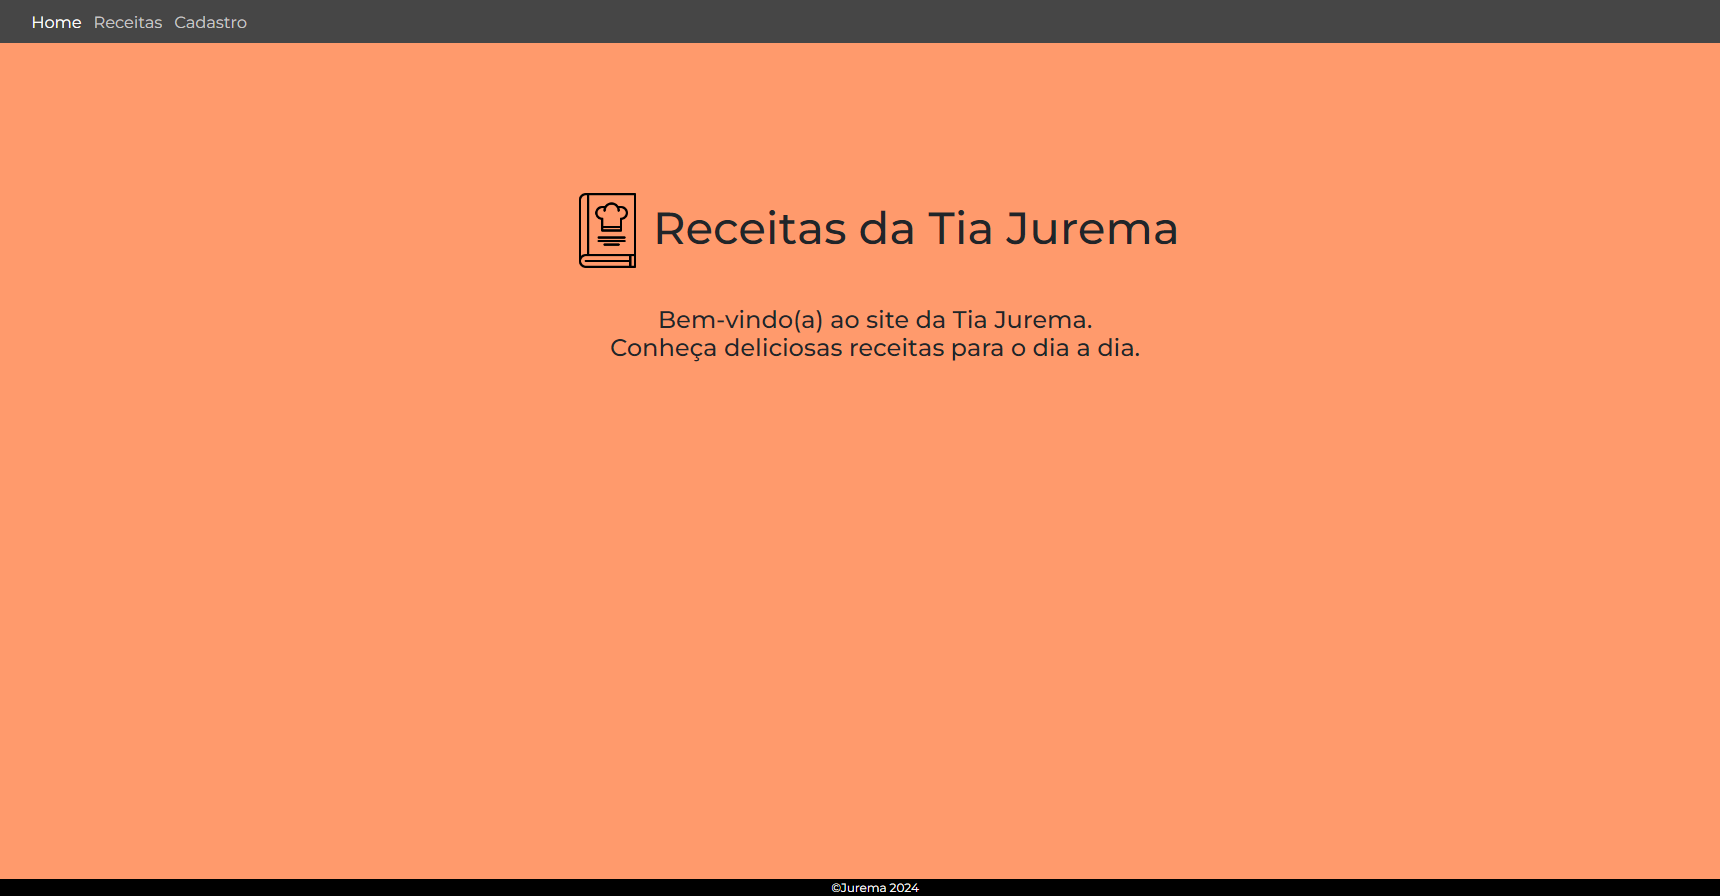 Home Receitas Cadastro
Receitas da Tia Jurema
Bem-vindo(a) ao site da Tia Jurema.
Conheça deliciosas receitas para o dia a dia.
©Jurema 2024